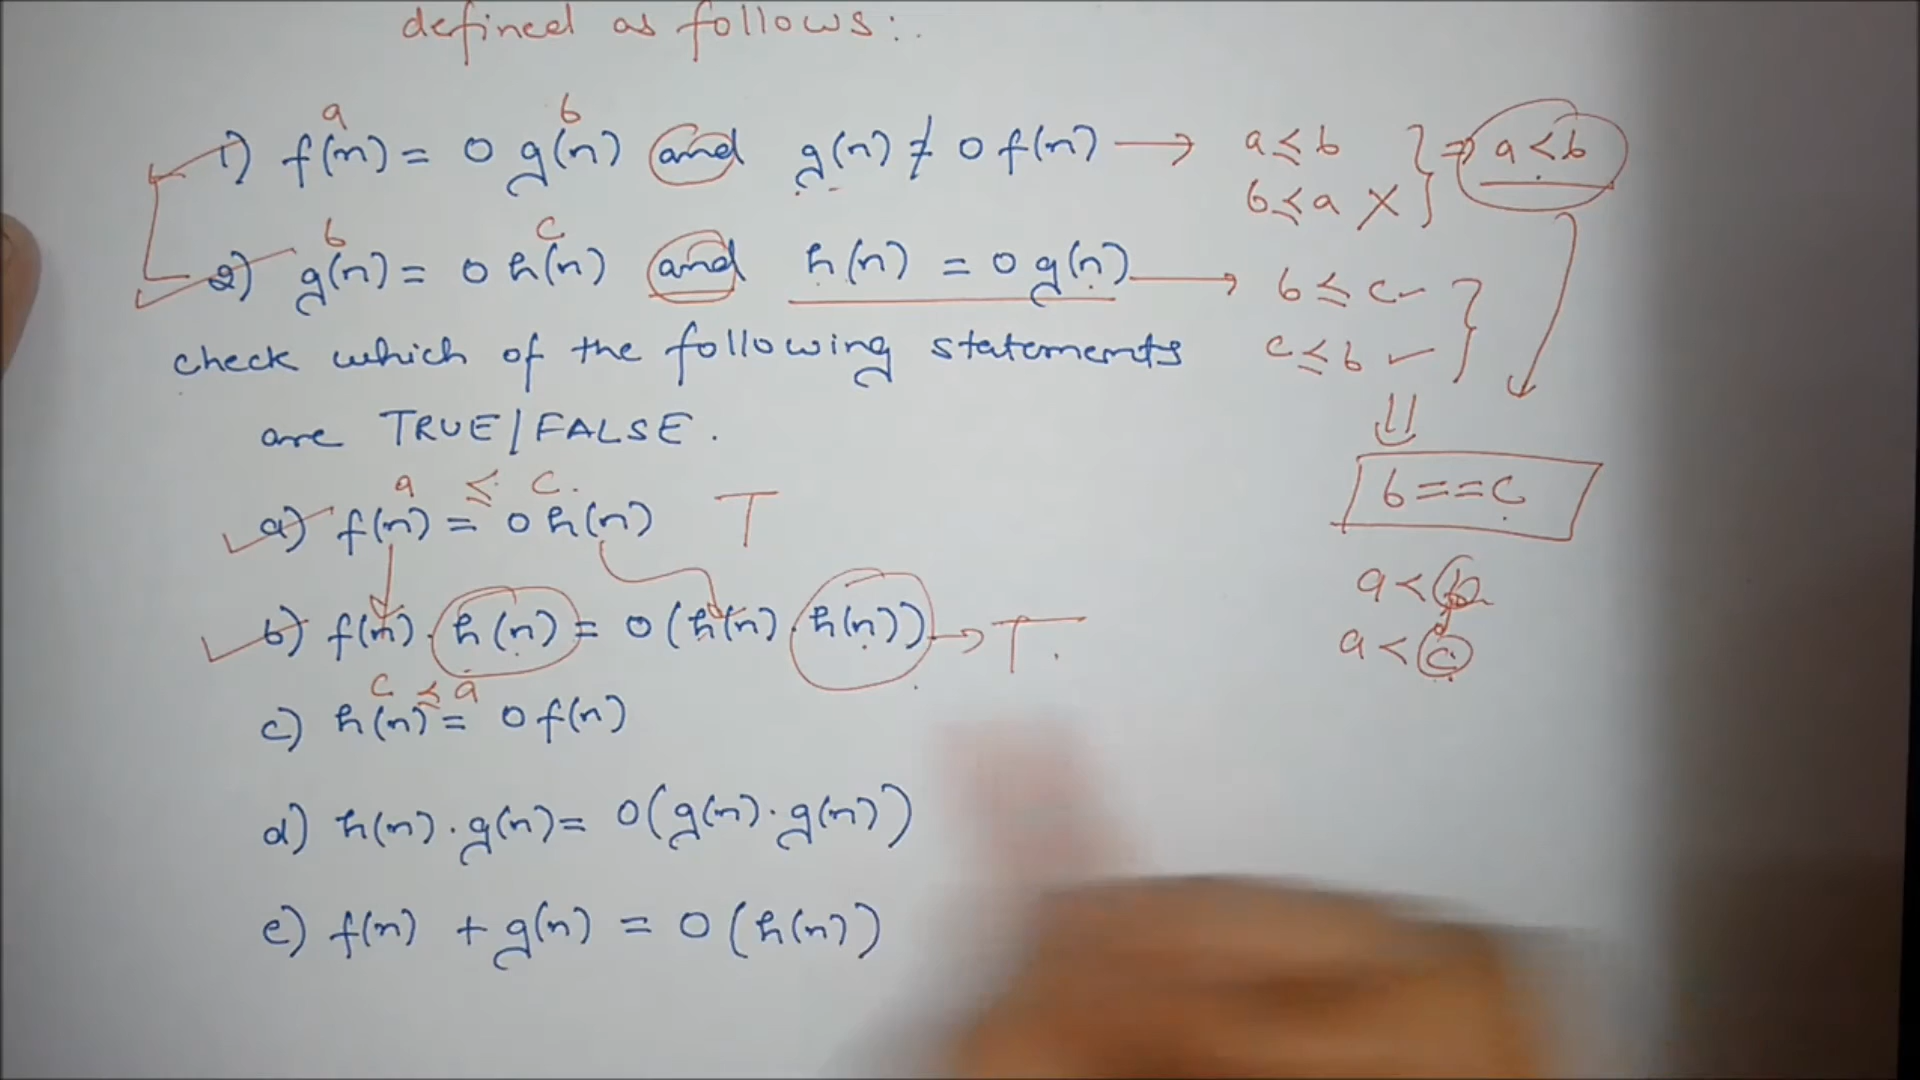 defined as follows:.
a b
1) f(n) = O g(n) and g(n) ≠ O f(n) → a ≤ b } ⇒ a < b
b ≤ a ×
b c
2) g(n) = O h(n) and h(n) = O g(n) → b ≤ c }
check which of the following statements c ≤ b ✓
are TRUE/FALSE. ⇓
b==c
a ≤ c.
a) f(n) = O h(n) T
a < b
b) f(n) . h(n) = O(h(n) . h(n)) → T.
a < c
c ≤ a
c) h(n) = O f(n)
d) h(n) . g(n) = O(g(n) . g(n))
e) f(n) + g(n) = O(h(n))